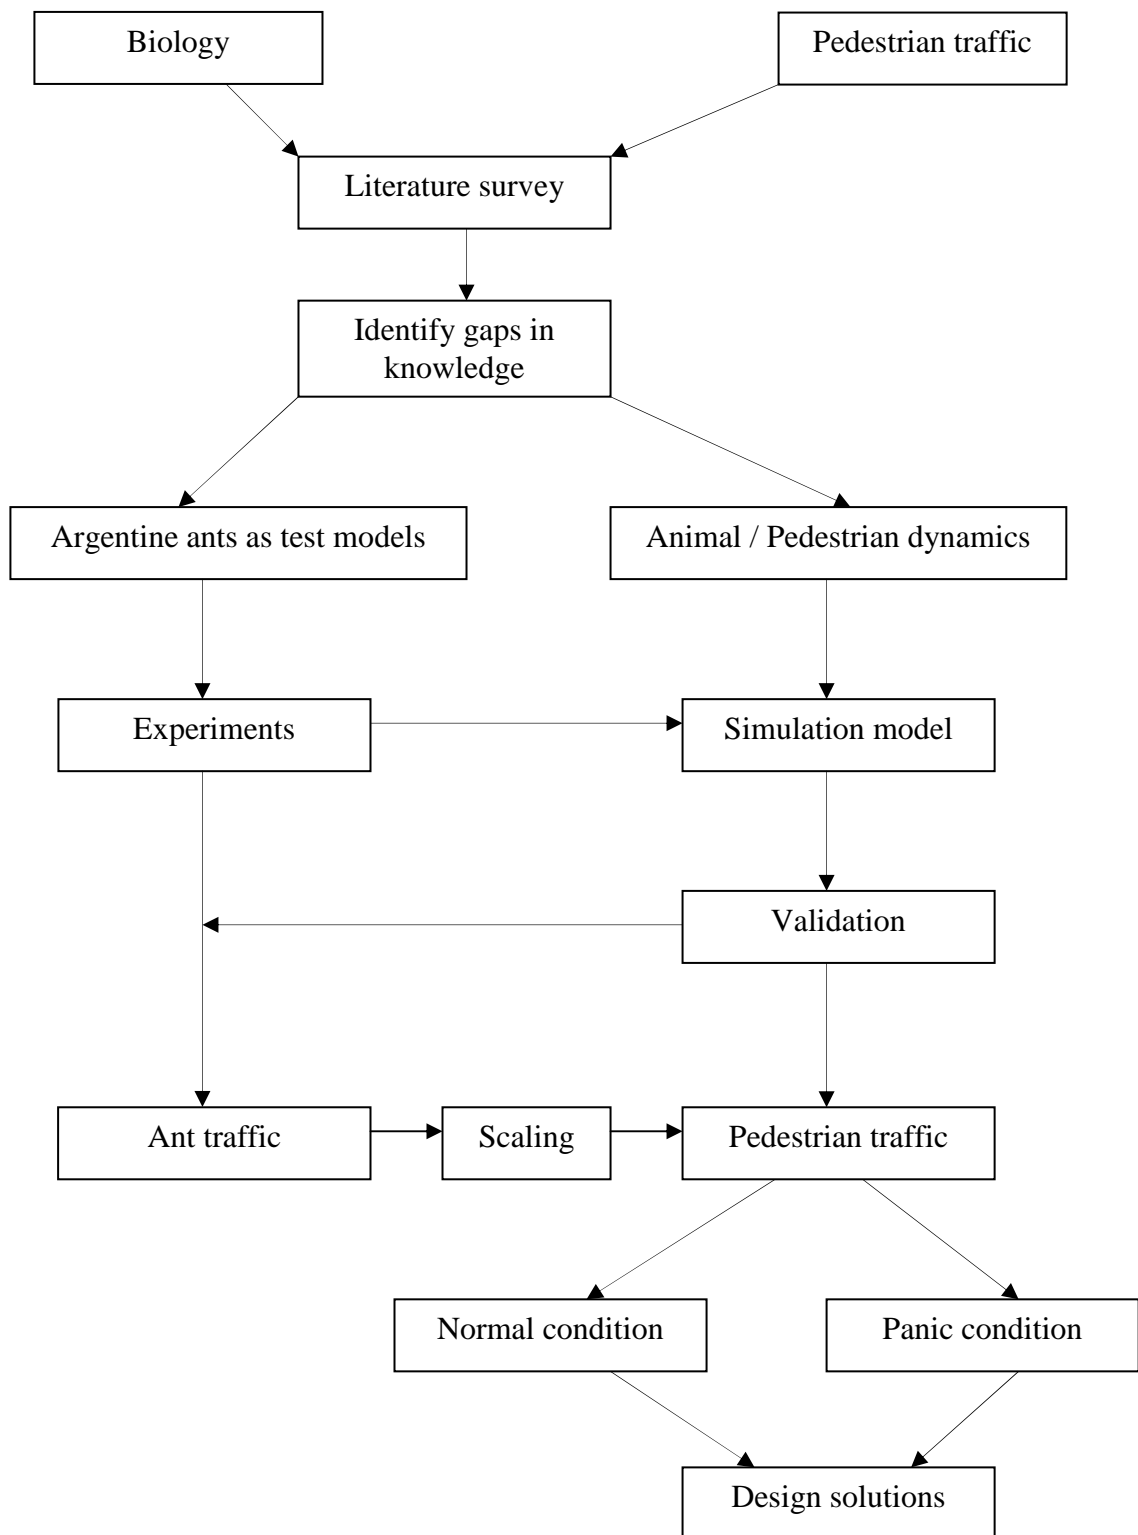 Biology
Pedestrian traffic
Literature survey
Identify gaps in
knowledge
Argentine ants as test models
Animal / Pedestrian dynamics
Experiments
Simulation model
Validation
Ant traffic
Scaling
Pedestrian traffic
Normal condition
Panic condition
Design solutions